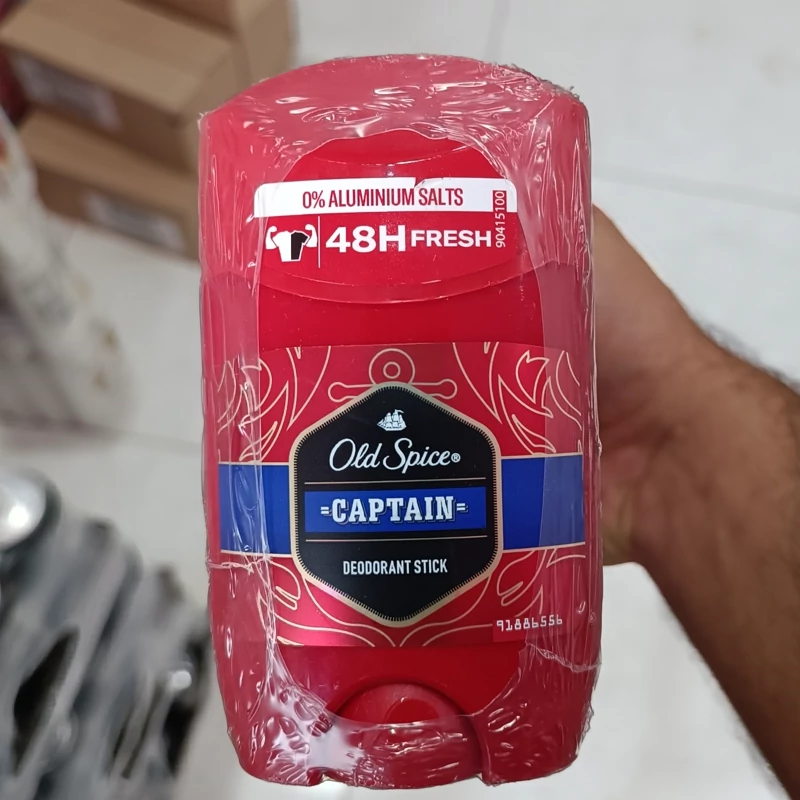 0% ALUMINIUM SALTS
48H FRESH
90415100
Old Spice®
CAPTAIN
DEODORANT STICK
91886556